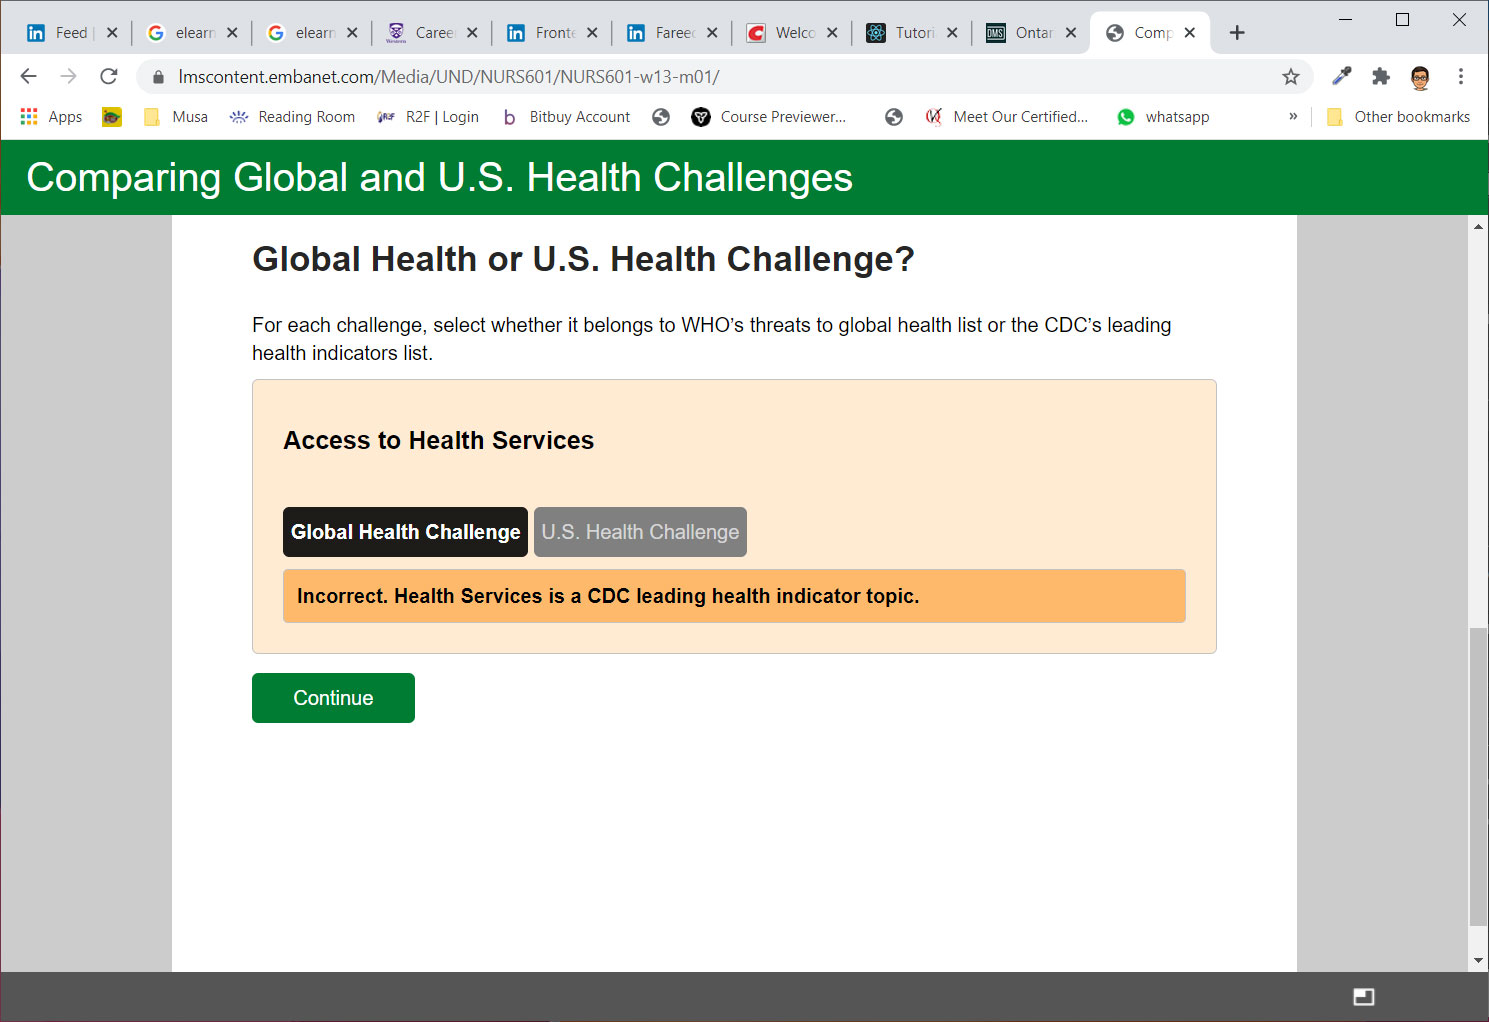 Feed
elearn
elearn
Career
Fronte
Fareed
Welco
Tutori
Ontar
Comp
lmscontent.embanet.com/Media/UND/NURS601/NURS601-w13-m01/
Apps
Musa
Reading Room
R2F | Login
b
Bitbuy Account
Course Previewer...
Meet Our Certified...
whatsapp
»
Other bookmarks
Comparing Global and U.S. Health Challenges
Global Health or U.S. Health Challenge?
For each challenge, select whether it belongs to WHO’s threats to global health list or the CDC’s leading
health indicators list.
Access to Health Services
Global Health Challenge
U.S. Health Challenge
Incorrect. Health Services is a CDC leading health indicator topic.
Continue